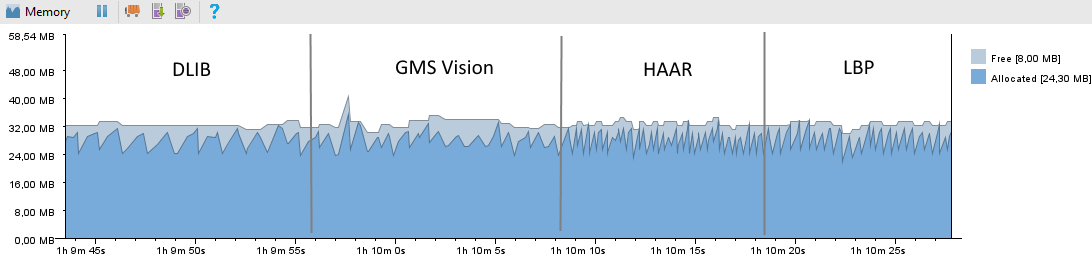 Memory ?
58,54 MB
48,00 MB
40,00 MB
32,00 MB
24,00 MB
16,00 MB
8,00 MB
0,00 MB
DLIB GMS Vision HAAR LBP
Free [8,00 MB]
Allocated [24,30 MB]
1h 9m 45s 1h 9m 50s 1h 9m 55s 1h 10m 0s 1h 10m 5s 1h 10m 10s 1h 10m 15s 1h 10m 20s 1h 10m 25s